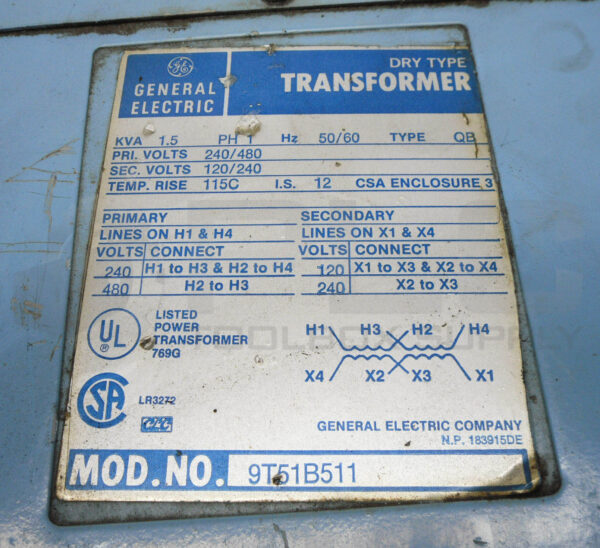 GENERAL ELECTRIC
DRY TYPE
TRANSFORMER
KVA 1.5 PH 1 Hz 50/60 TYPE QB
PRI. VOLTS 240/480
SEC. VOLTS 120/240
TEMP. RISE 115C I.S. 12 CSA ENCLOSURE 3
PRIMARY
LINES ON H1 & H4
VOLTS CONNECT
240 H1 to H3 & H2 to H4
480 H2 to H3
SECONDARY
LINES ON X1 & X4
VOLTS CONNECT
120 X1 to X3 & X2 to X4
240 X2 to X3
UL
LISTED
POWER
TRANSFORMER
769G
H1 H3 H2 H4
X4 X2 X3 X1
SA
LR3272
GENERAL ELECTRIC COMPANY
N.P. 183915DE
MOD.NO. 9T51B511
TOOLBOX SUPPLY